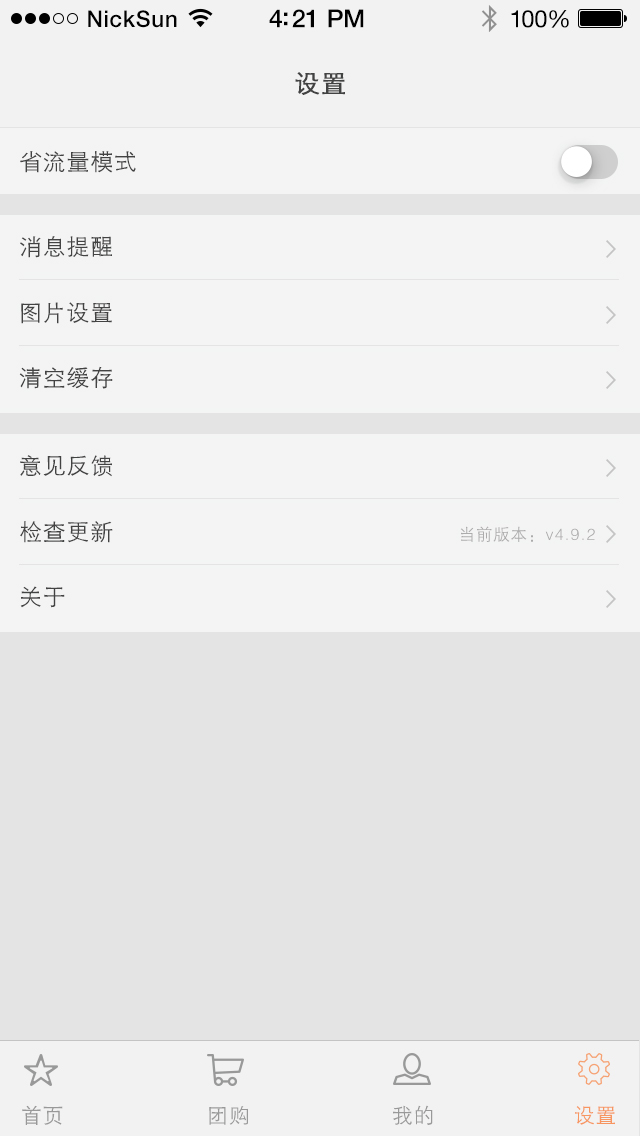 NickSun 4:21 PM 100%
设置
省流量模式
消息提醒
图片设置
清空缓存
意见反馈
检查更新 当前版本：v4.9.2
关于
首页 团购 我的 设置